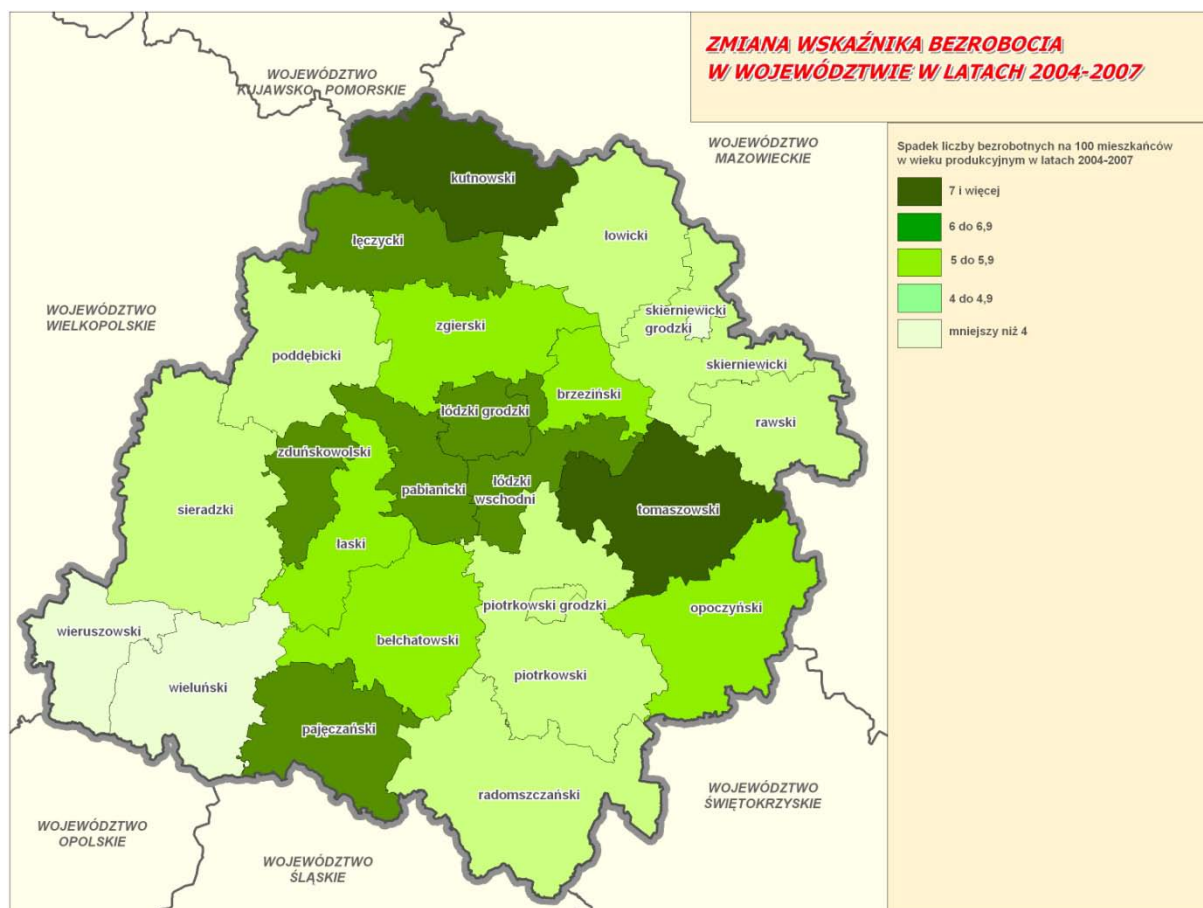 ZMIANA WSKAŹNIKA BEZROBOCIA
W WOJEWÓDZTWIE W LATACH 2004-2007
Spadek liczby bezrobotnych na 100 mieszkańców
w wieku produkcyjnym w latach 2004-2007
7 i więcej
6 do 6,9
5 do 5,9
4 do 4,9
mniejszy niż 4
WOJEWÓDZTWO
KUJAWSKO - POMORSKIE
WOJEWÓDZTWO
MAZOWIECKIE
kutnowski
łęczycki
łowicki
WOJEWÓDZTWO
WIELKOPOLSKIE
skierniewicki
grodzki
zgierski
poddębicki
skierniewicki
brzeziński
łódzki grodzki
rawski
zduńskowolski
pabianicki
łódzki
wschodni
sieradzki
tomaszowski
łaski
piotrkowski grodzki
opoczyński
wieruszowski
bełchatowski
wieluński
piotrkowski
pajęczański
radomszczański
WOJEWÓDZTWO
ŚWIĘTOKRZYSKIE
WOJEWÓDZTWO
OPOLSKIE
WOJEWÓDZTWO
ŚLĄSKIE